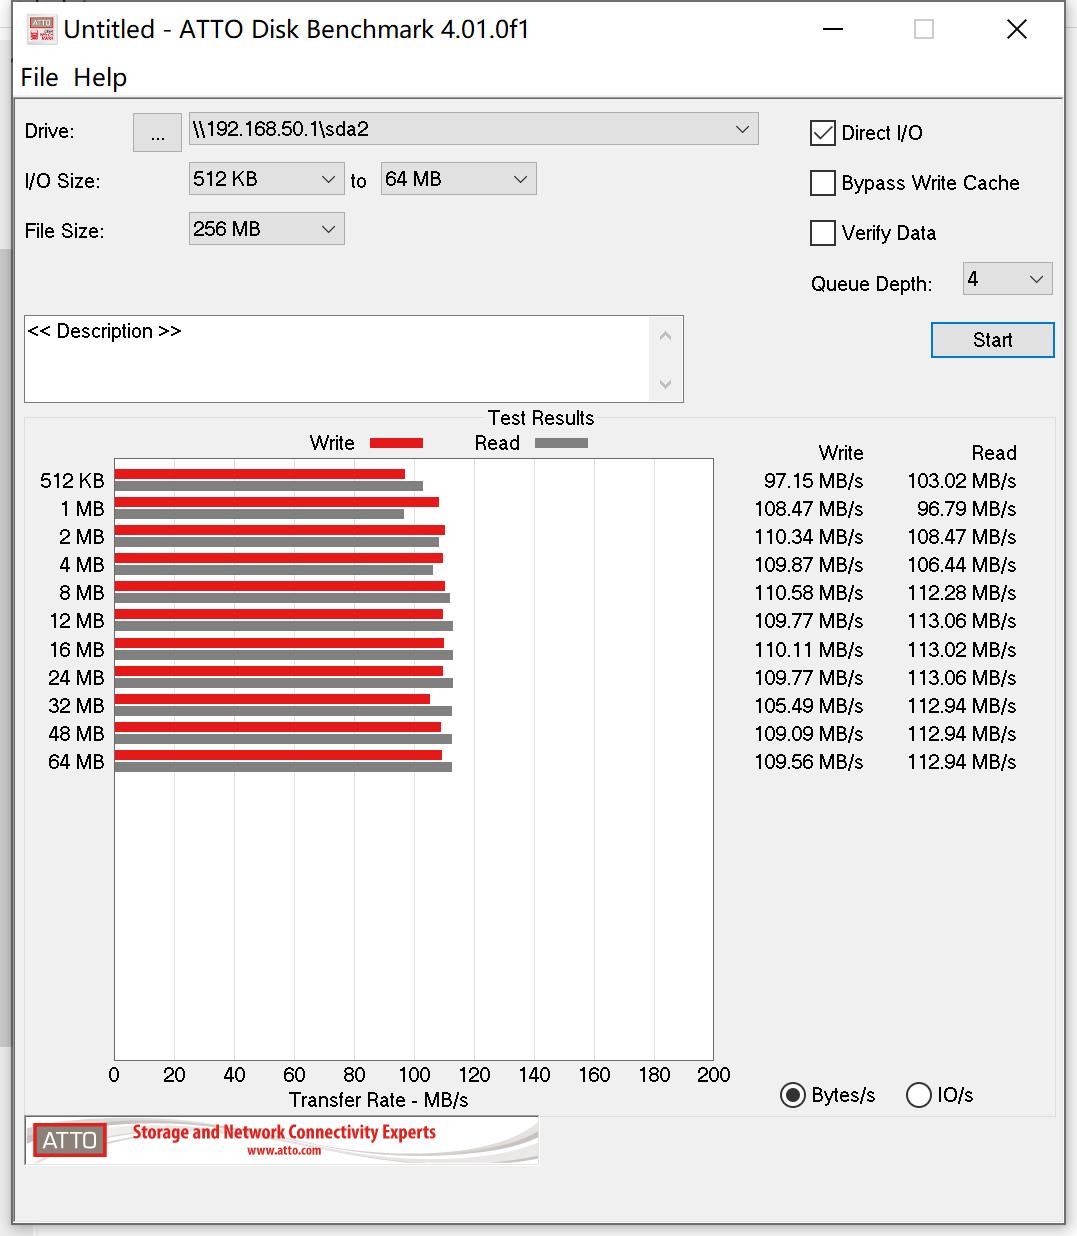 Untitled - ATTO Disk Benchmark 4.01.0f1
File Help
Drive: ... \\192.168.50.1\sda2
Direct I/O
I/O Size: 512 KB to 64 MB
Bypass Write Cache
File Size: 256 MB
Verify Data
Queue Depth: 4
<< Description >>
Start
Test Results
Write Read
Write Read
512 KB 97.15 MB/s 103.02 MB/s
1 MB 108.47 MB/s 96.79 MB/s
2 MB 110.34 MB/s 108.47 MB/s
4 MB 109.87 MB/s 106.44 MB/s
8 MB 110.58 MB/s 112.28 MB/s
12 MB 109.77 MB/s 113.06 MB/s
16 MB 110.11 MB/s 113.02 MB/s
24 MB 109.77 MB/s 113.06 MB/s
32 MB 105.49 MB/s 112.94 MB/s
48 MB 109.09 MB/s 112.94 MB/s
64 MB 109.56 MB/s 112.94 MB/s
0 20 40 60 80 100 120 140 160 180 200
Transfer Rate - MB/s
Bytes/s IO/s
ATTO Storage and Network Connectivity Experts
www.atto.com